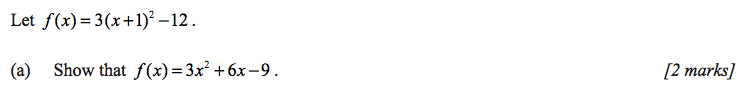 Let f(x) = 3(x+1)² – 12 .
(a) Show that f(x) = 3x² + 6x – 9 . [2 marks]